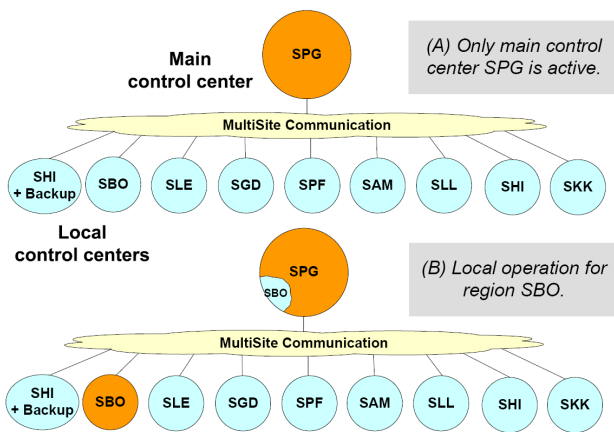 SPG
Main
control center
(A) Only main control
center SPG is active.
MultiSite Communication
SHI
+ Backup
SBO
SLE
SGD
SPF
SAM
SLL
SHI
SKK
Local
control centers
SPG
SBO
(B) Local operation for
region SBO.
MultiSite Communication
SHI
+ Backup
SBO
SLE
SGD
SPF
SAM
SLL
SHI
SKK